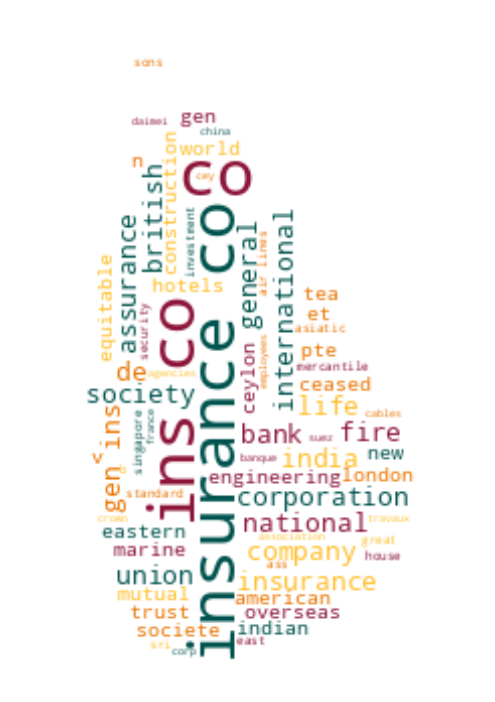 sons
daimei
gen
china
n
world
construction
co
cey
british
assurance
investment
insurance co
general
air lines
international
equitable
hotels
security
ins co
tea
et
asiatic
pte
mercantile
employees
ceylon
de
agencies
ceased
society
life
cables
gen ins
singapore
france
bank
suez
fire
banque
india
new
<
engineering
london
standard
corporation
crown
national
travaux
eastern
association
great
marine
company
house
ass
union
insurance
mutual
american
trust
overseas
societe
indian
east
sri
corp